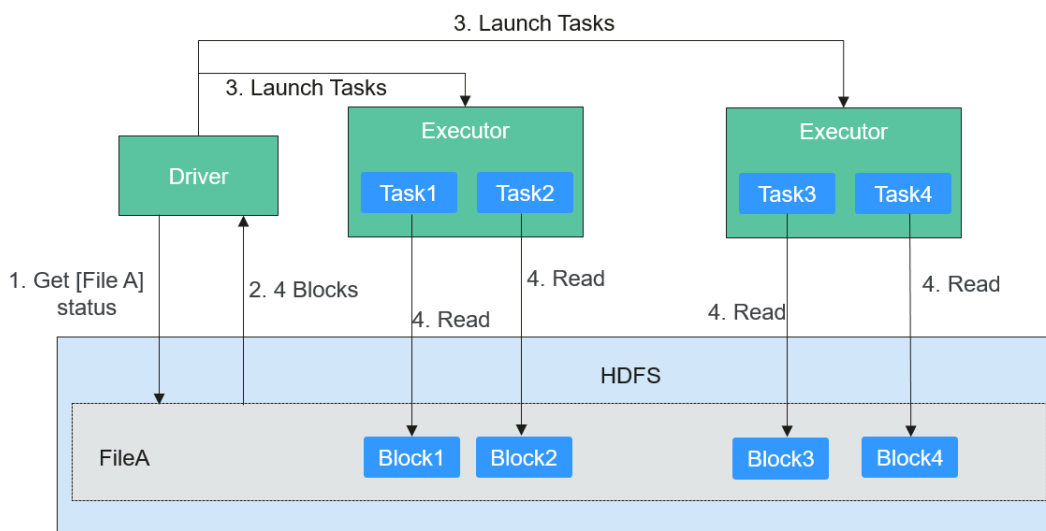 3. Launch Tasks
3. Launch Tasks
Executor
Executor
Driver
Task1
Task2
Task3
Task4
1. Get [File A]
status
2. 4 Blocks
4. Read
4. Read
4. Read
4. Read
HDFS
FileA
Block1
Block2
Block3
Block4